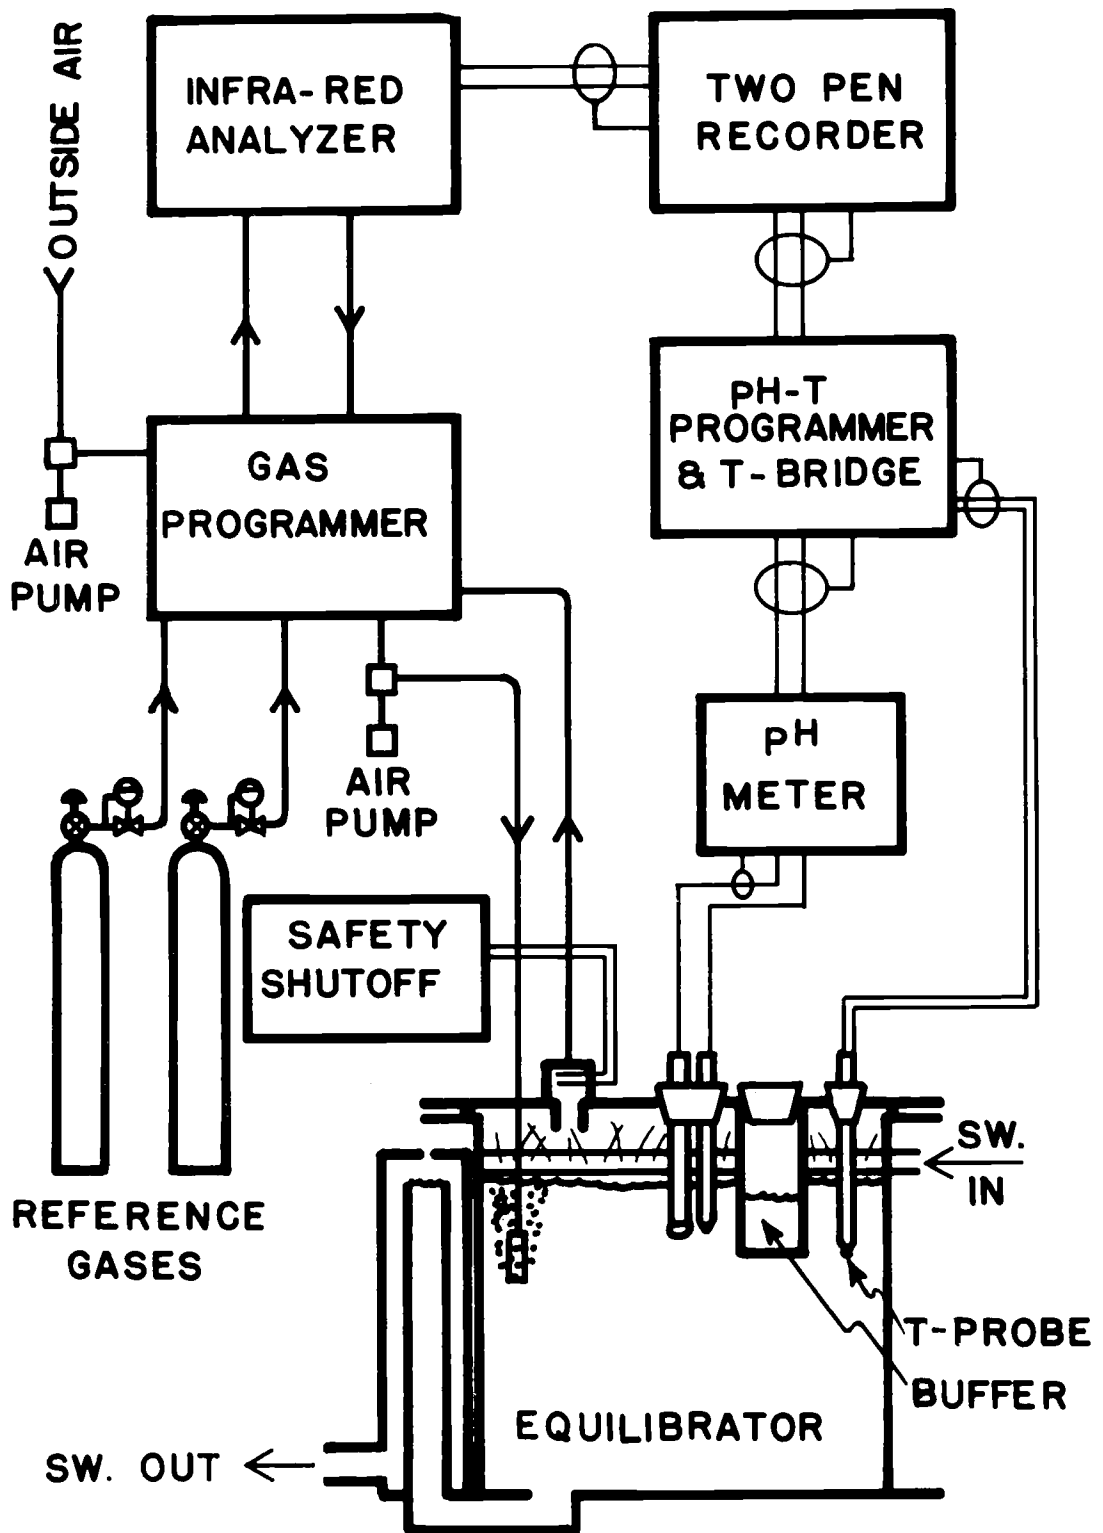 OUTSIDE AIR
INFRA-RED
ANALYZER
TWO PEN
RECORDER
PH-T
PROGRAMMER
& T-BRIDGE
GAS
PROGRAMMER
AIR
PUMP
PH
METER
AIR
PUMP
SAFETY
SHUTOFF
SW.
IN
REFERENCE
GASES
T-PROBE
BUFFER
EQUILIBRATOR
SW. OUT